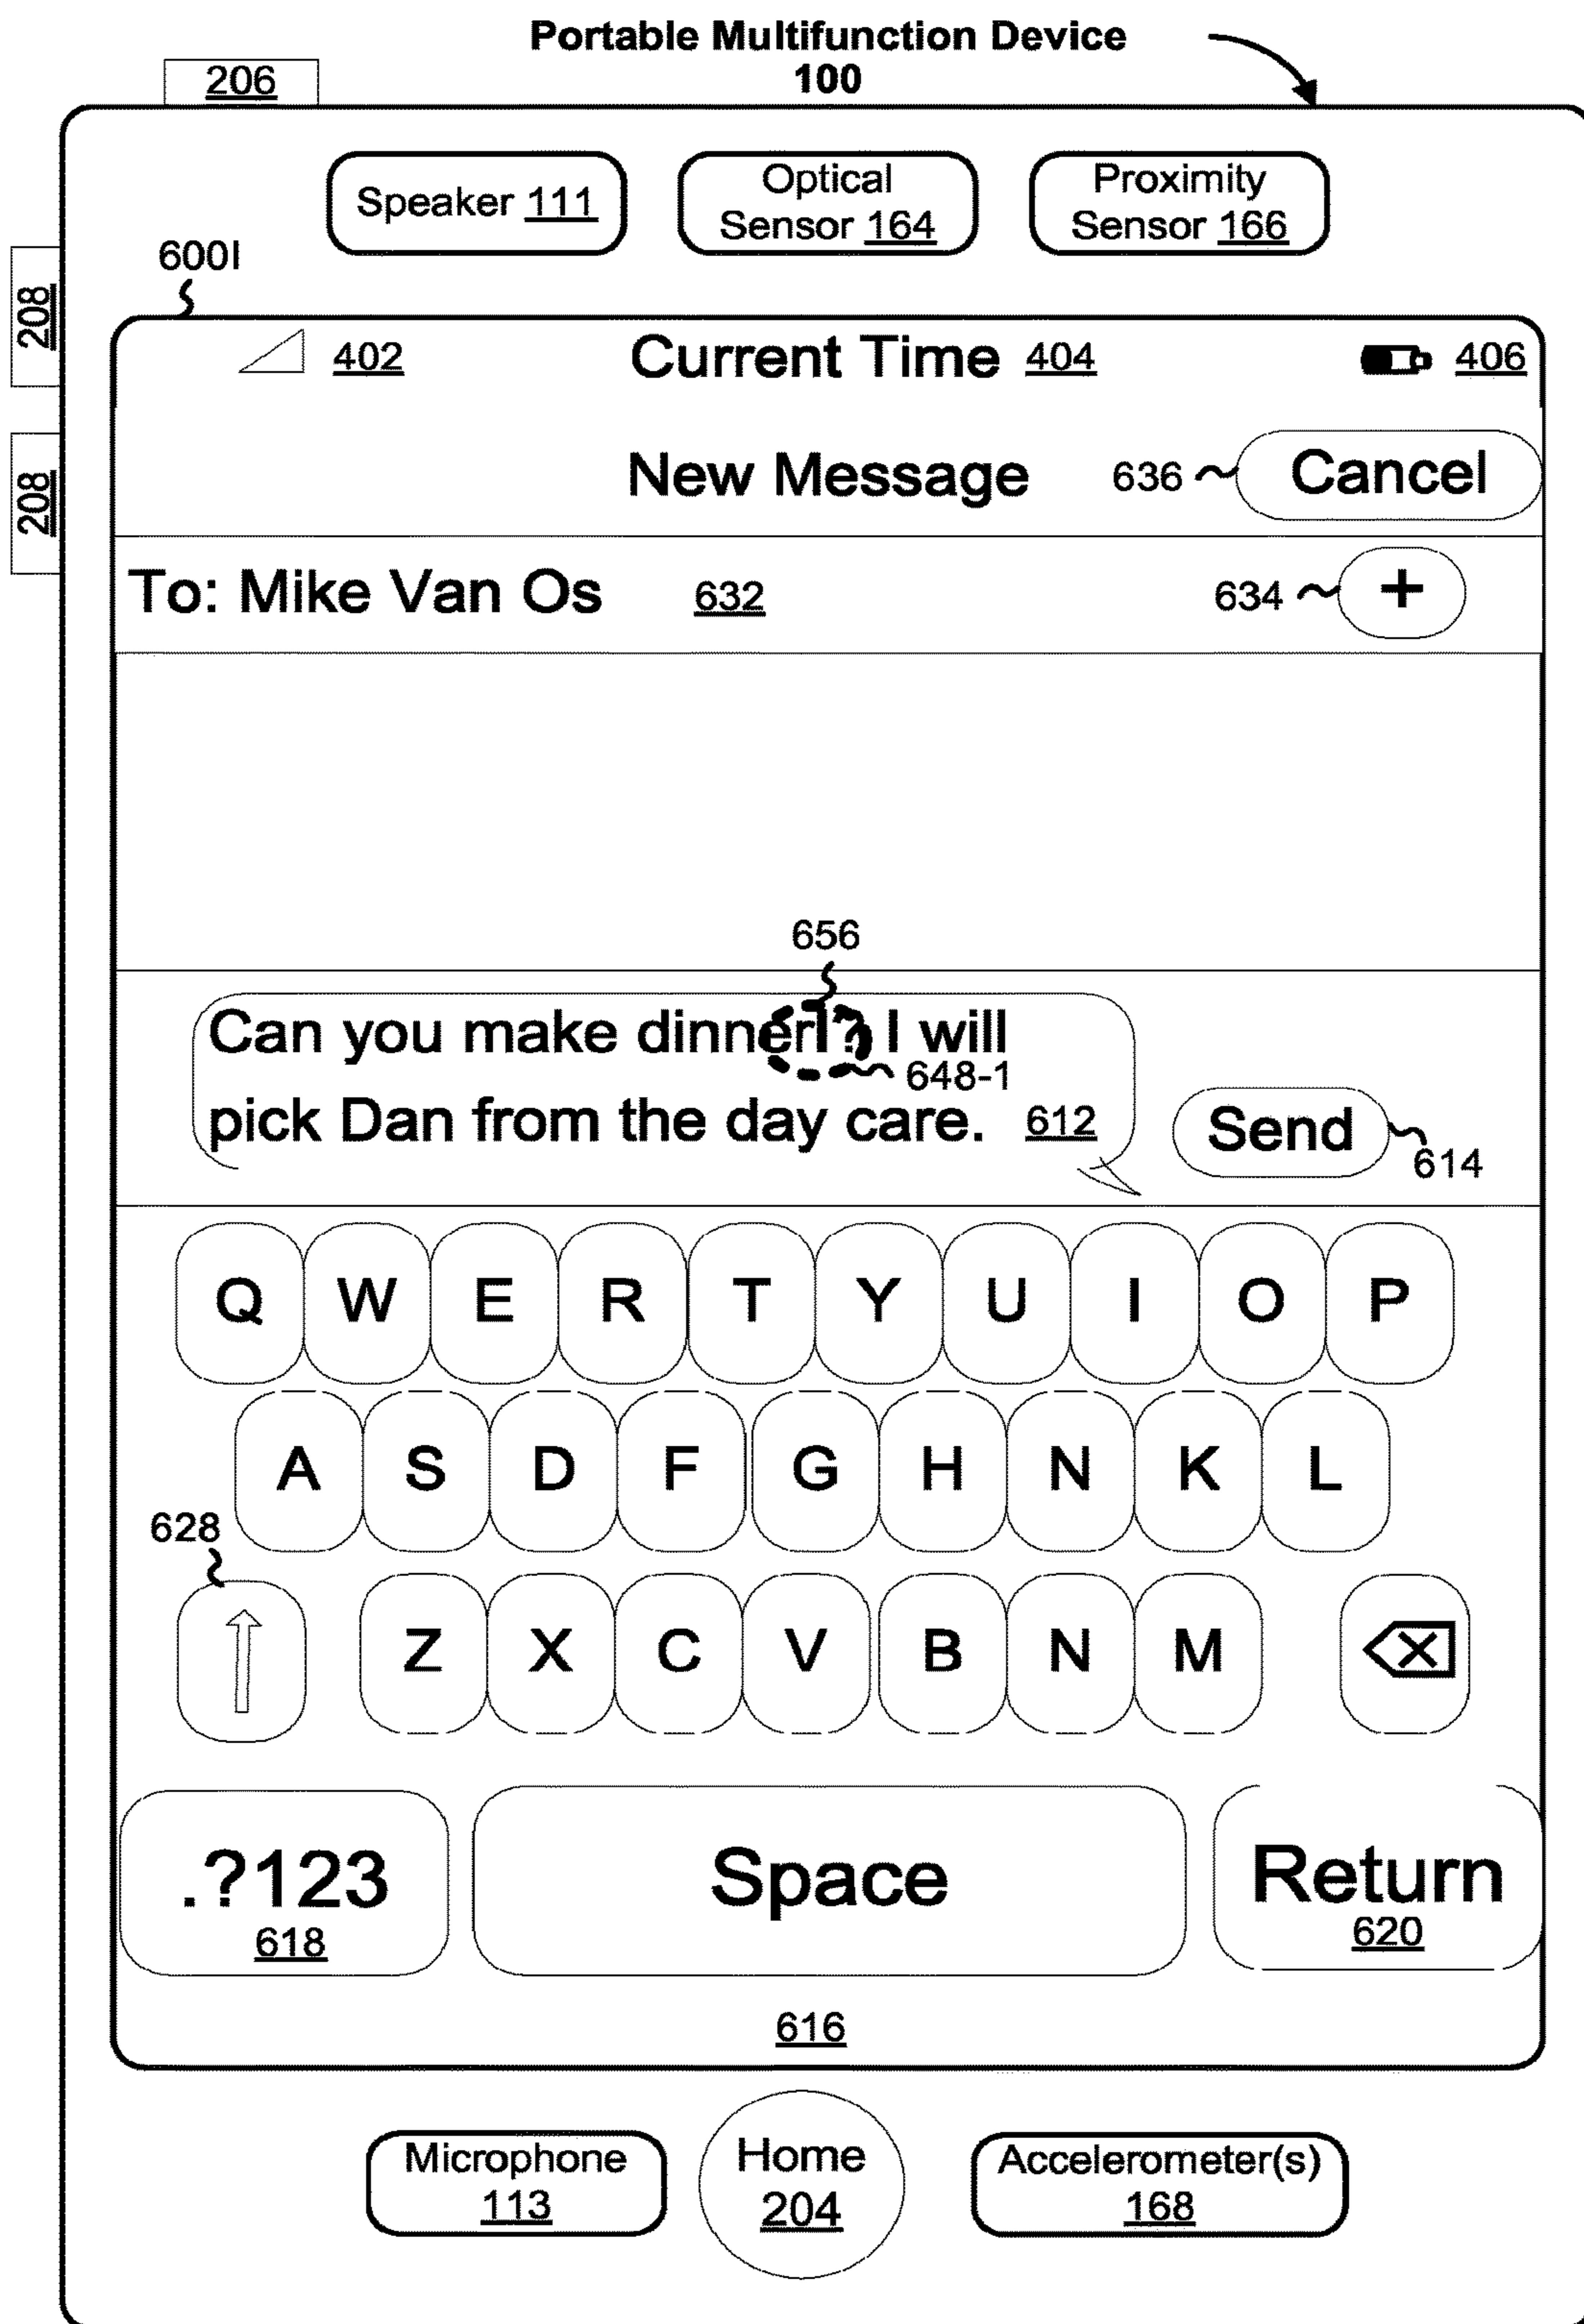 Portable Multifunction Device
100
206
Speaker 111
Optical
Sensor 164
Proximity
Sensor 166
600I
208
208
402 Current Time 404 406
New Message 636 Cancel
To: Mike Van Os 632 634 +
656
Can you make dinner|? I will
648-1
pick Dan from the day care. 612
Send
614
Q W E R T Y U I O P
A S D F G H N K L
628
Z X C V B N M
.?123 Space Return
618 620
616
Microphone
113
Home
204
Accelerometer(s)
168